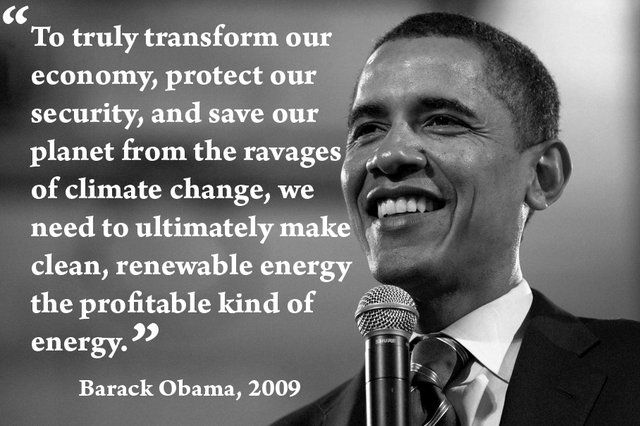 “To truly transform our
economy, protect our
security, and save our
planet from the ravages
of climate change, we
need to ultimately make
clean, renewable energy
the profitable kind of
energy.”
Barack Obama, 2009